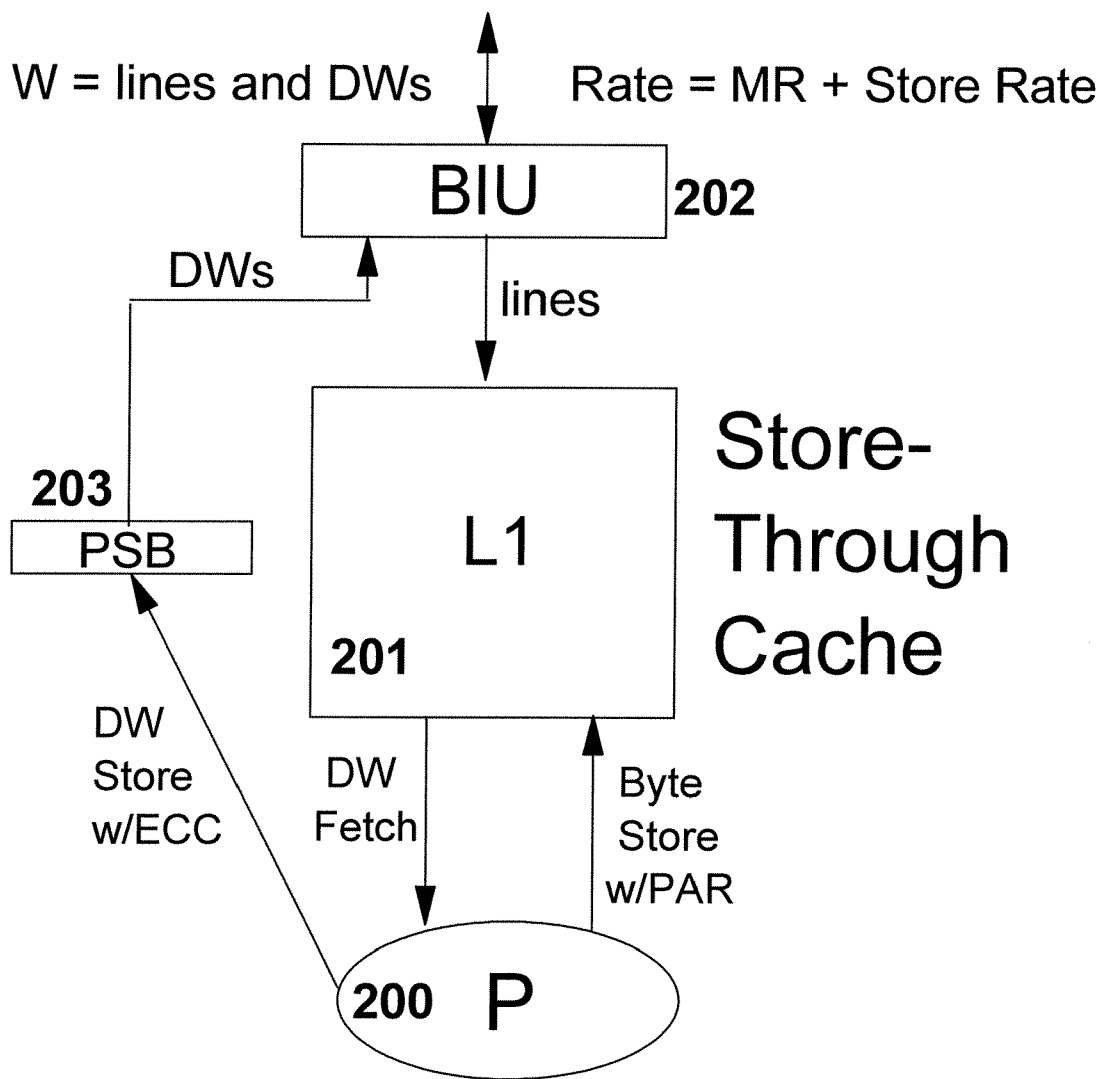 W = lines and DWs
Rate = MR + Store Rate
BIU
202
DWs
lines
203
PSB
L1
201
Store-
Through
Cache
DW
Store
w/ECC
DW
Fetch
Byte
Store
w/PAR
200
P